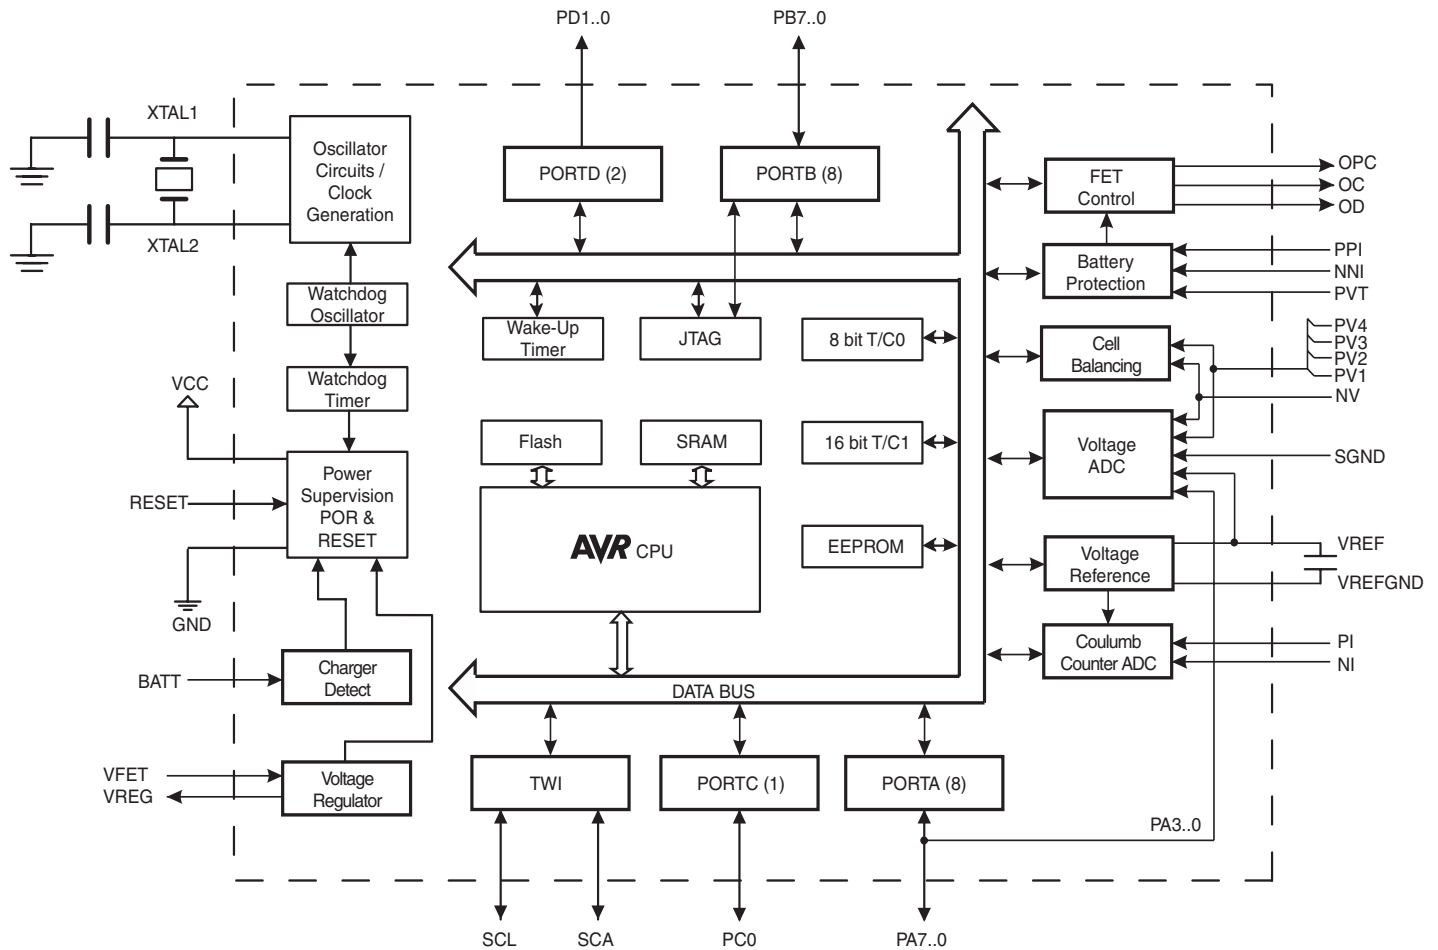 PD1..0
PB7..0
XTAL1
XTAL2
Oscillator
Circuits /
Clock
Generation
PORTD (2)
PORTB (8)
FET
Control
OPC
OC
OD
Battery
Protection
PPI
NNI
PVT
Watchdog
Oscillator
Wake-Up
Timer
JTAG
8 bit T/C0
Cell
Balancing
PV4
PV3
PV2
PV1
NV
Watchdog
Timer
VCC
Flash
SRAM
16 bit T/C1
Voltage
ADC
SGND
Power
Supervision
POR &
RESET
RESET
GND
AVR CPU
EEPROM
Voltage
Reference
VREF
VREFGND
Charger
Detect
BATT
Coulumb
Counter ADC
PI
NI
DATA BUS
VFET
VREG
Voltage
Regulator
TWI
PORTC (1)
PORTA (8)
PA3..0
SCL
SCA
PC0
PA7..0